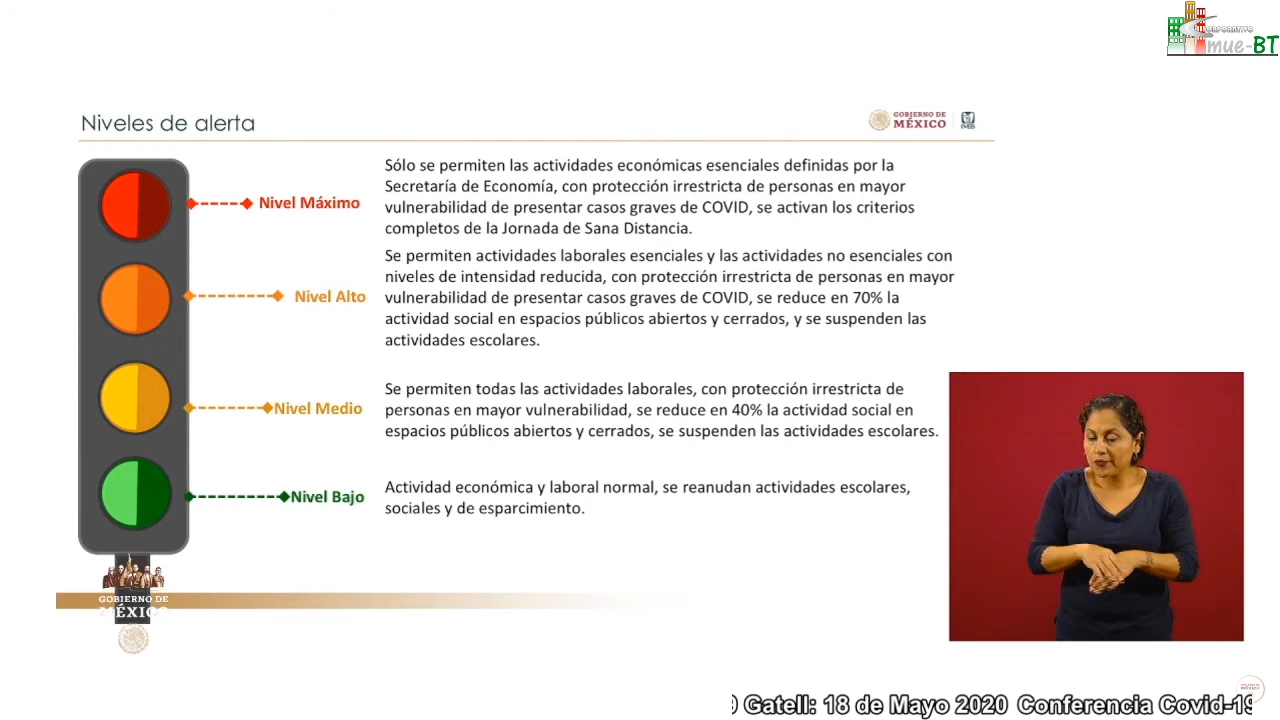 CORPORATIVO
mue-BT
Niveles de alerta
GOBIERNO DE
MÉXICO
IMSS
Sólo se permiten las actividades económicas esenciales definidas por la
Secretaría de Economía, con protección irrestricta de personas en mayor
vulnerabilidad de presentar casos graves de COVID, se activan los criterios
completos de la Jornada de Sana Distancia.
Nivel Máximo
Se permiten actividades laborales esenciales y las actividades no esenciales con
niveles de intensidad reducida, con protección irrestricta de personas en mayor
vulnerabilidad de presentar casos graves de COVID, se reduce en 70% la
actividad social en espacios públicos abiertos y cerrados, y se suspenden las
actividades escolares.
Nivel Alto
Se permiten todas las actividades laborales, con protección irrestricta de
personas en mayor vulnerabilidad, se reduce en 40% la actividad social en
espacios públicos abiertos y cerrados, se suspenden las actividades escolares.
Nivel Medio
Actividad económica y laboral normal, se reanudan actividades escolares,
sociales y de esparcimiento.
Nivel Bajo
GOBIERNO DE
MÉXICO
Gatell: 18 de Mayo 2020 Conferencia Covid-19